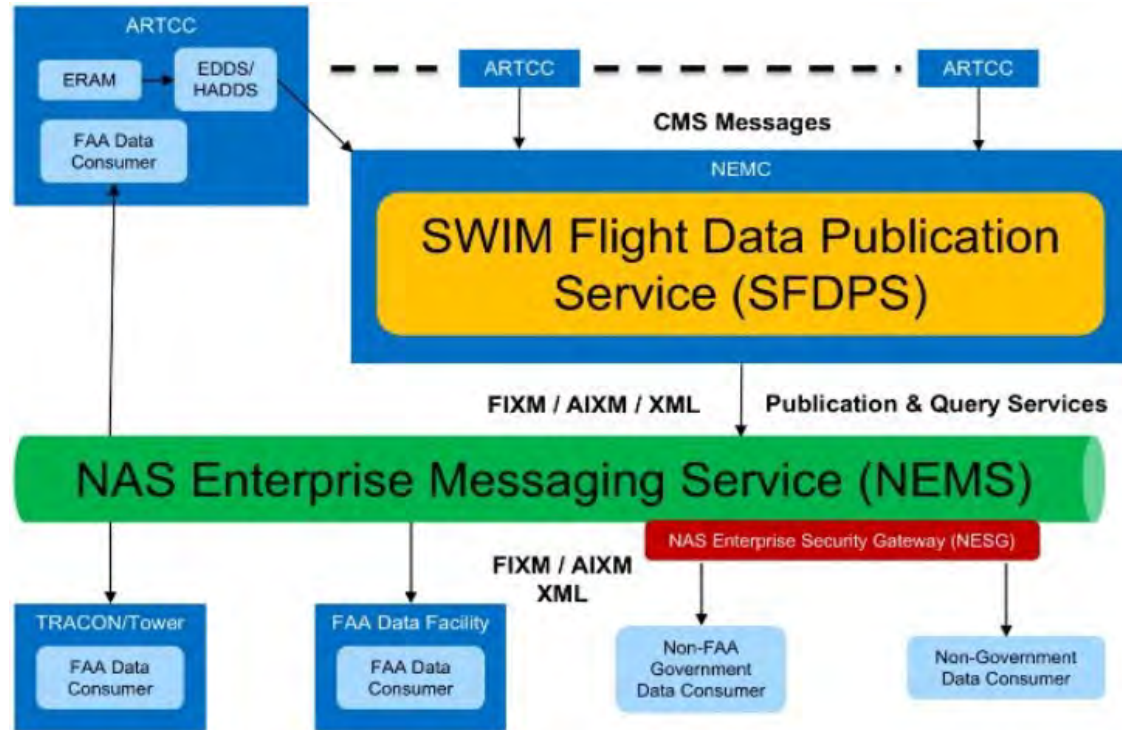 ARTCC
ERAM
EDDS/
HADDS
FAA Data
Consumer
ARTCC
ARTCC
CMS Messages
NEMC
SWIM Flight Data Publication
Service (SFDPS)
FIXM / AIXM / XML
Publication & Query Services
NAS Enterprise Messaging Service (NEMS)
NAS Enterprise Security Gateway (NESG)
FIXM / AIXM
XML
TRACON/Tower
FAA Data
Consumer
FAA Data Facility
FAA Data
Consumer
Non-FAA
Government
Data Consumer
Non-Government
Data Consumer